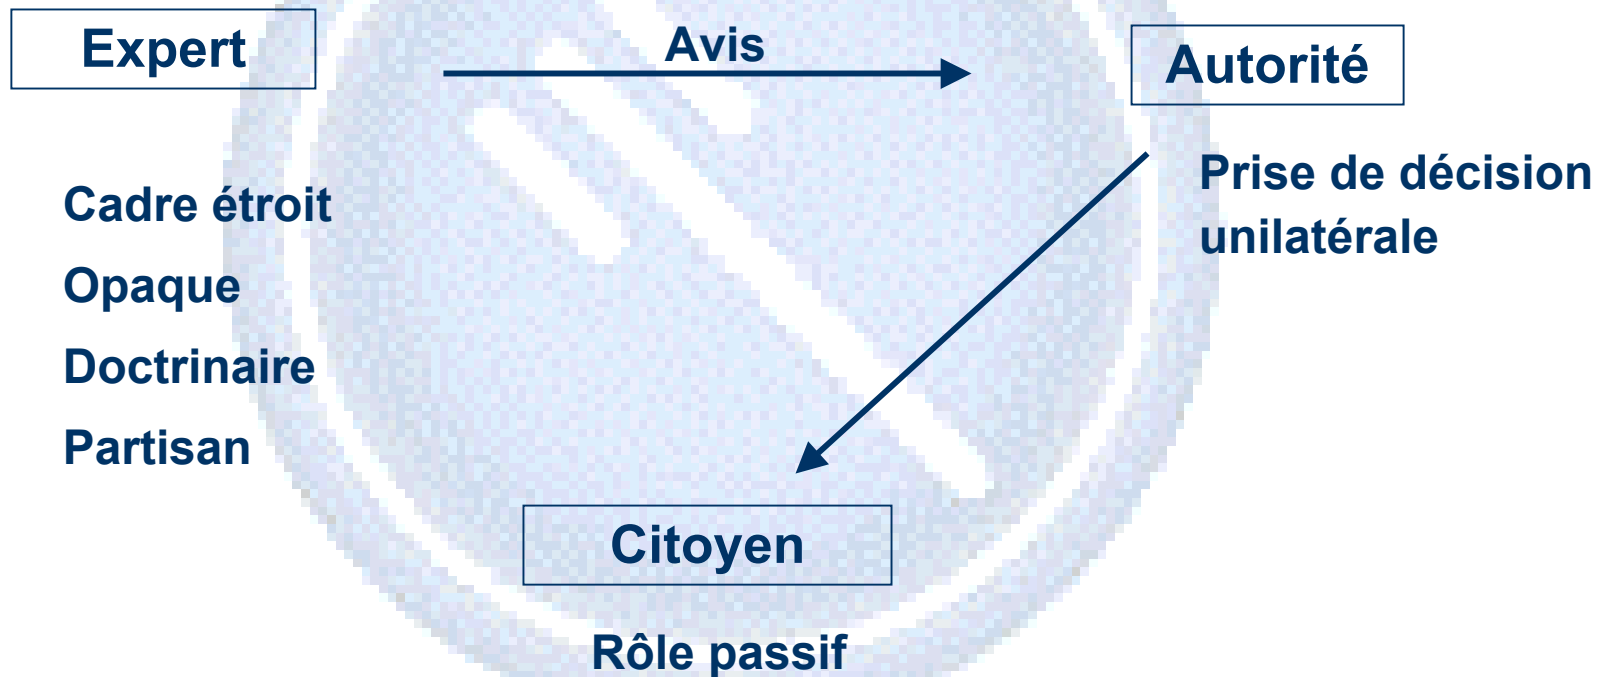 Expert
Avis
Autorité
Cadre étroit
Opaque
Doctrinaire
Partisan
Prise de décision
unilatérale
Citoyen
Rôle passif